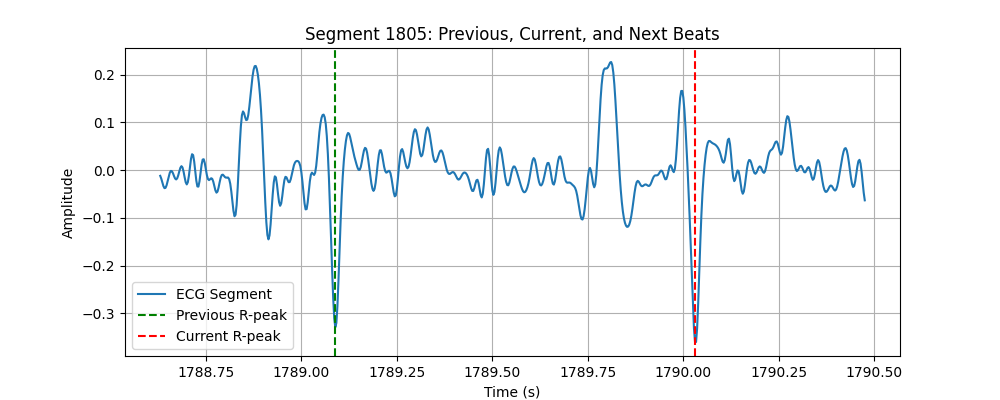 Segment 1805: Previous, Current, and Next Beats
Amplitude
0.2
0.1
0.0
−0.1
−0.2
−0.3
ECG Segment
Previous R-peak
Current R-peak
1788.75 1789.00 1789.25 1789.50 1789.75 1790.00 1790.25 1790.50
Time (s)